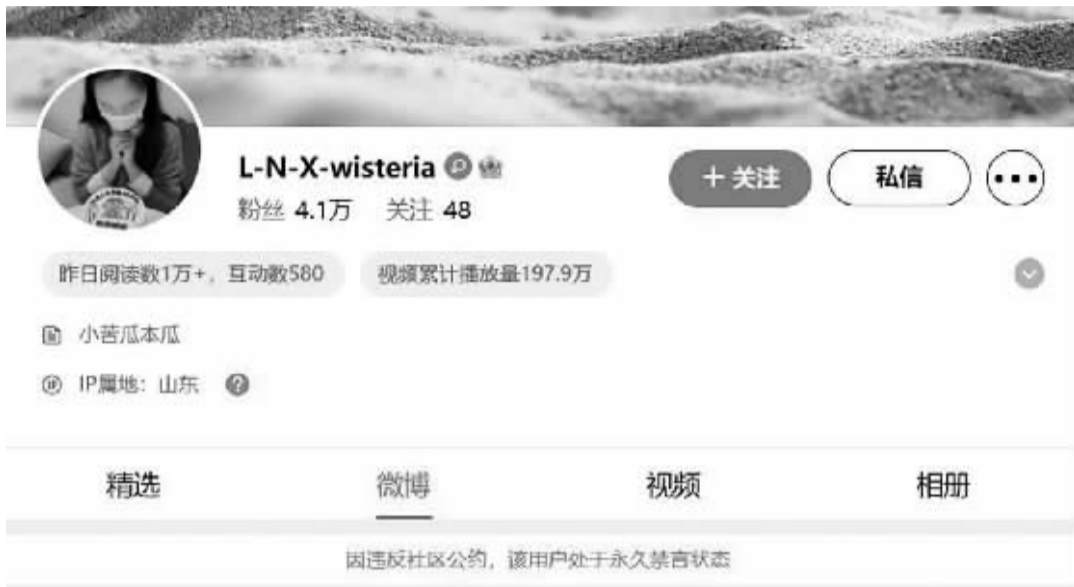 L-N-X-wisteria
+ 关注
私信
粉丝 4.1万 关注 48
昨日阅读数1万+，互动数580
视频累计播放量197.9万
小苦瓜本瓜
IP属地：山东
精选 微博 视频 相册
因违反社区公约，该用户处于永久禁言状态